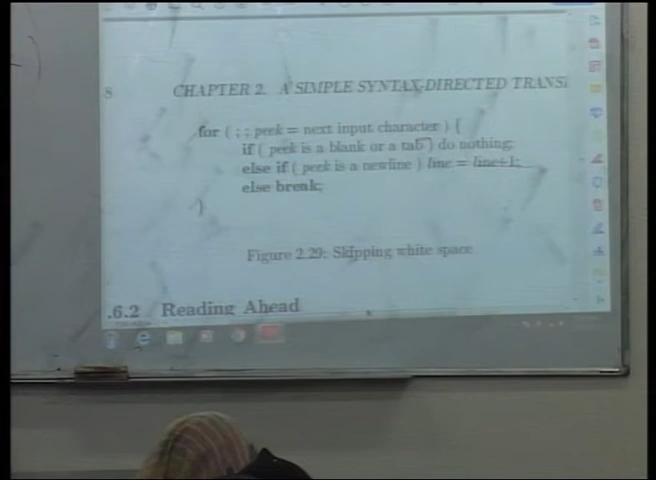 8 CHAPTER 2. A SIMPLE SYNTAX-DIRECTED TRANSL
for ( ; ; peek = next input character ) {
if ( peek is a blank or a tab ) do nothing;
else if ( peek is a newline ) line = line+1;
else break;
}
Figure 2.29: Skipping white space
.6.2 Reading Ahead